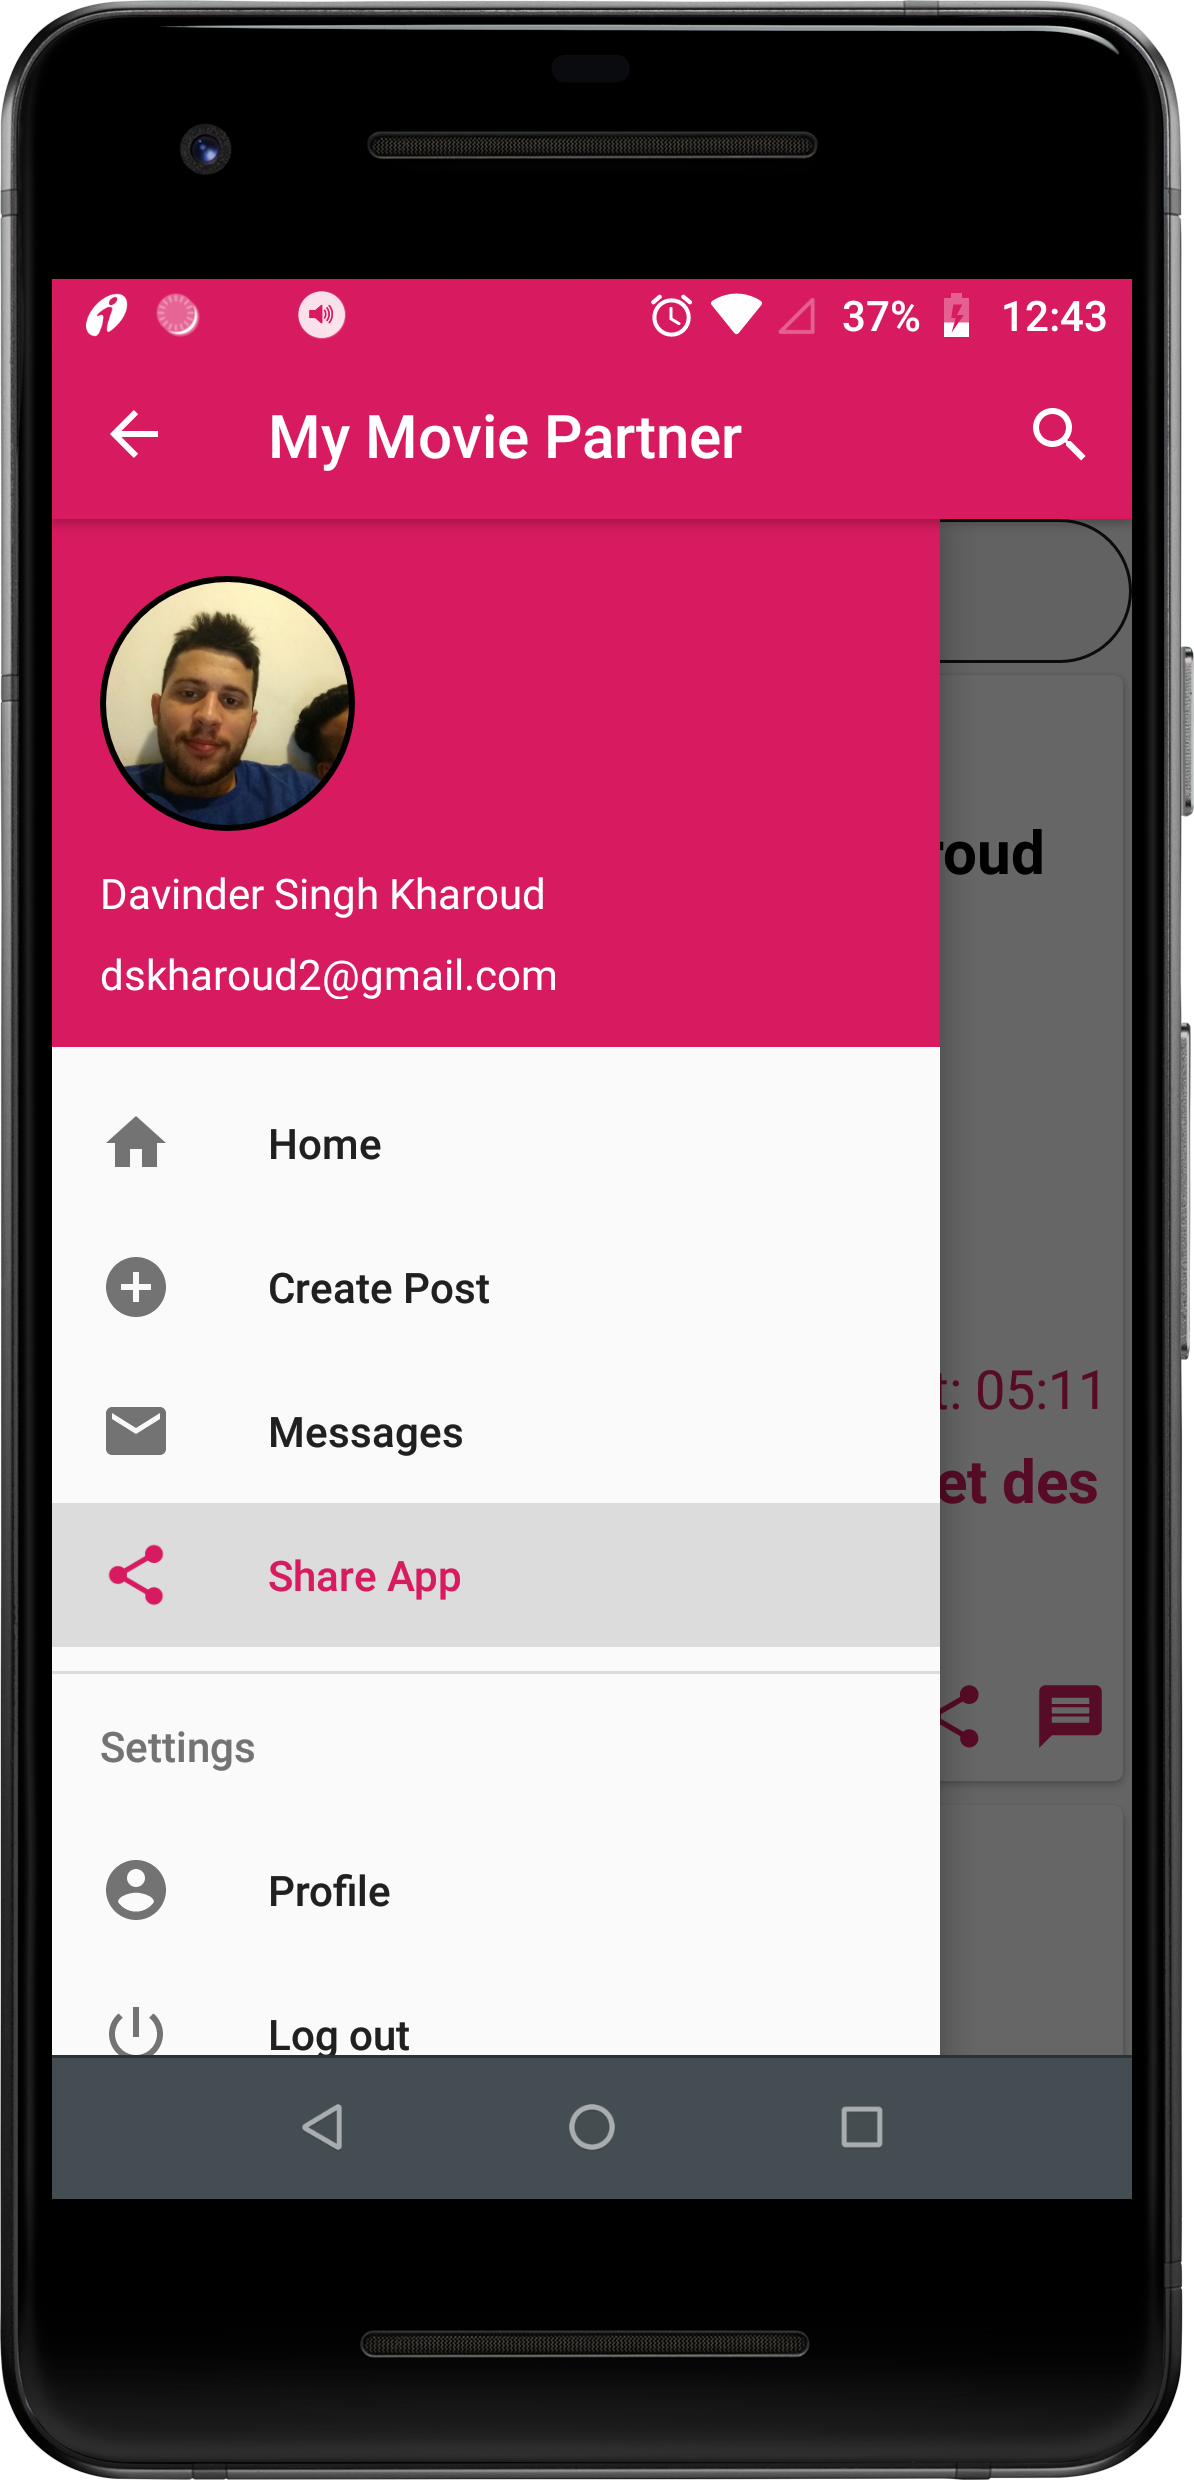 37% 12:43
My Movie Partner
Davinder Singh Kharoud
dskharoud2@gmail.com
roud
Home
Create Post
t: 05:11
Messages
et des
Share App
Settings
Profile
Log out